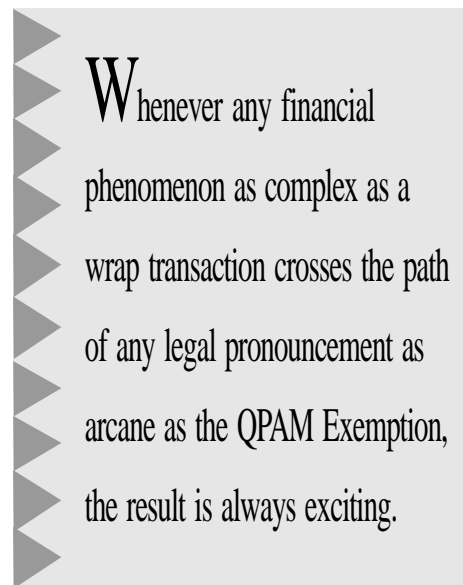 Whenever any financial
phenomenon as complex as a
wrap transaction crosses the path
of any legal pronouncement as
arcane as the QPAM Exemption,
the result is always exciting.